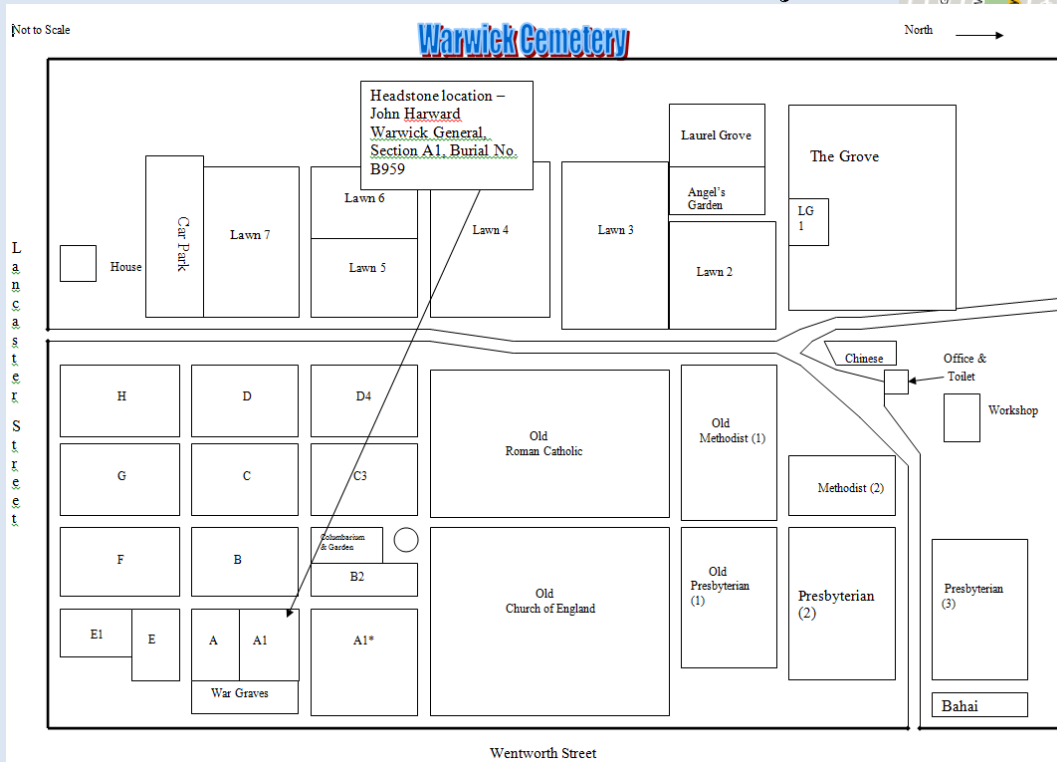 Not to Scale
Warwick Cemetery
North
Headstone location –
John Harward
Warwick General,
Section A1, Burial No.
B959
Laurel Grove
The Grove
Angel's
Garden
LG
1
Lawn 6
Lawn 7
Car Park
Lawn 4
Lawn 3
Lawn 5
Lawn 2
House
Lancaster Street
Chinese
Office &
Toilet
Workshop
H
D
D4
Old
Roman Catholic
Old
Methodist (1)
G
C
C3
Methodist (2)
Columbarium
& Garden
F
B
B2
Old
Church of England
Old
Presbyterian
(1)
Presbyterian
(2)
Presbyterian
(3)
E1
E
A
A1
A1*
War Graves
Bahai
Wentworth Street